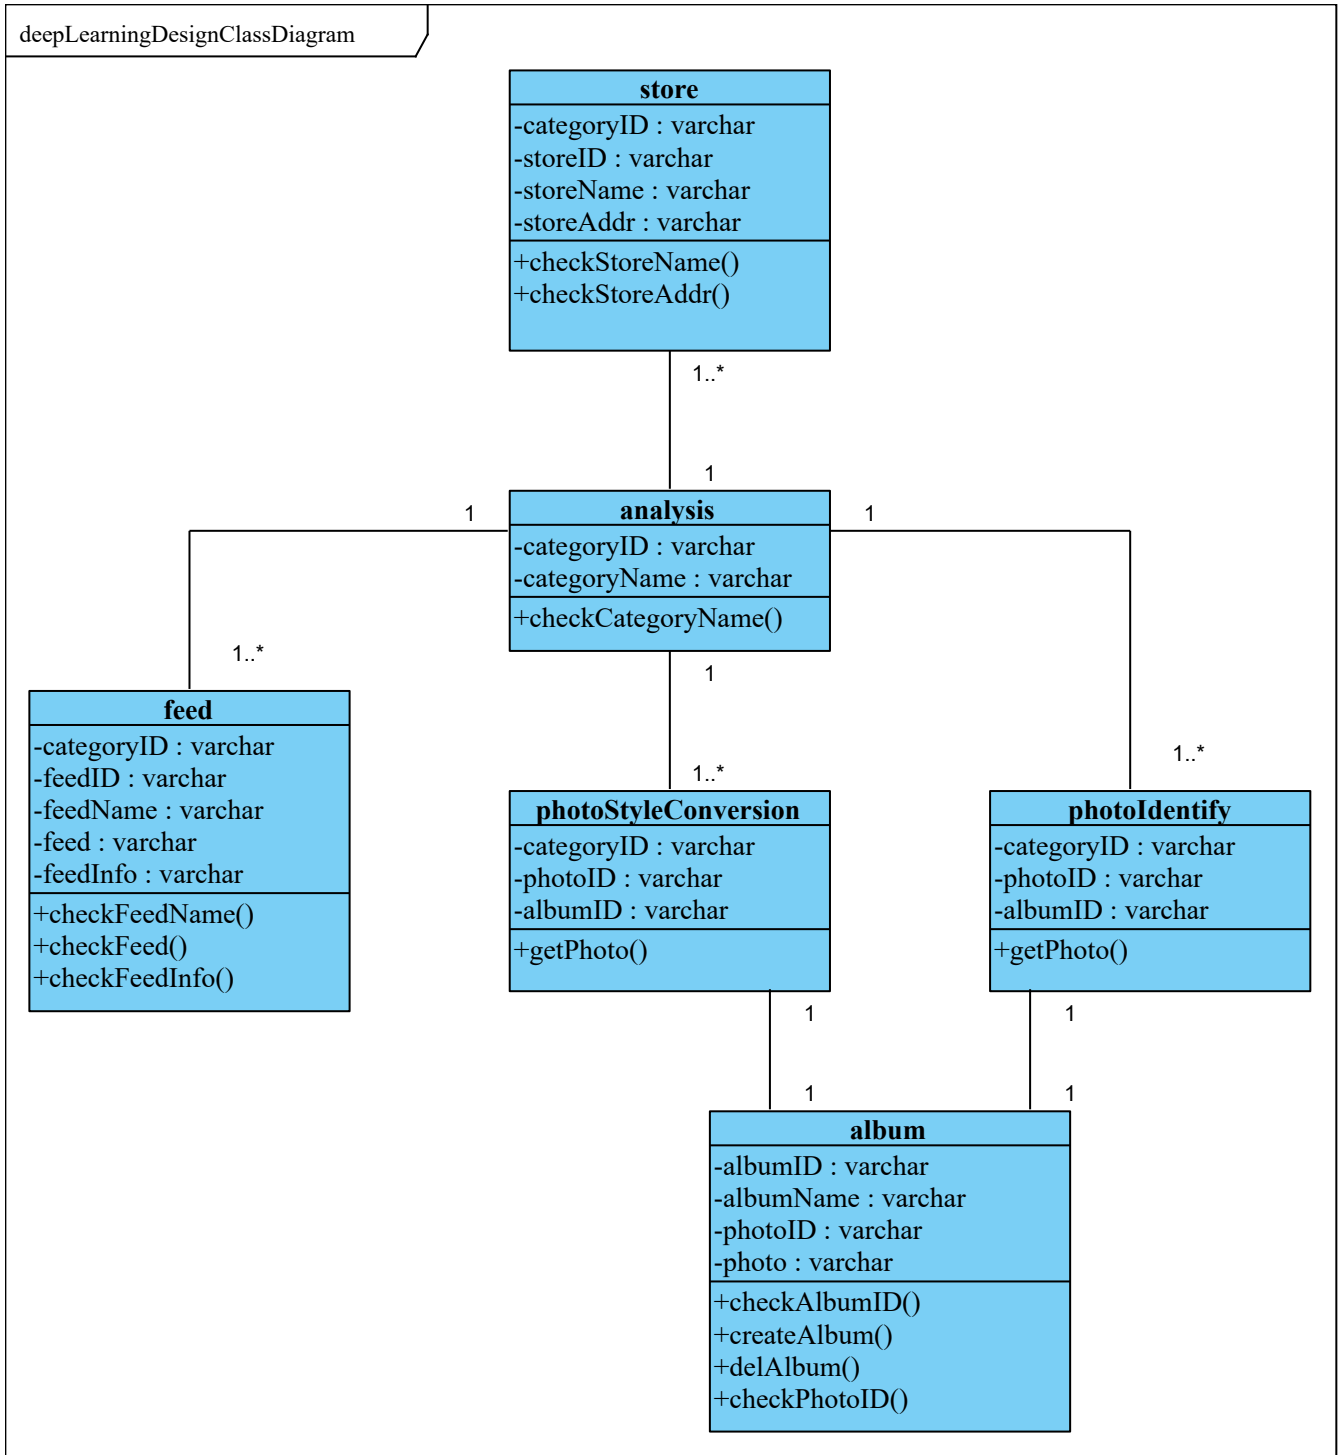 deepLearningDesignClassDiagram
store
-categoryID : varchar
-storeID : varchar
-storeName : varchar
-storeAddr : varchar
+checkStoreName()
+checkStoreAddr()
1..*
1
analysis
-categoryID : varchar
-categoryName : varchar
+checkCategoryName()
1
1
1
1..*
feed
-categoryID : varchar
-feedID : varchar
-feedName : varchar
-feed : varchar
-feedInfo : varchar
+checkFeedName()
+checkFeed()
+checkFeedInfo()
1..*
photoStyleConversion
-categoryID : varchar
-photoID : varchar
-albumID : varchar
+getPhoto()
1..*
photoIdentify
-categoryID : varchar
-photoID : varchar
-albumID : varchar
+getPhoto()
1
1
1
1
album
-albumID : varchar
-albumName : varchar
-photoID : varchar
-photo : varchar
+checkAlbumID()
+createAlbum()
+delAlbum()
+checkPhotoID()